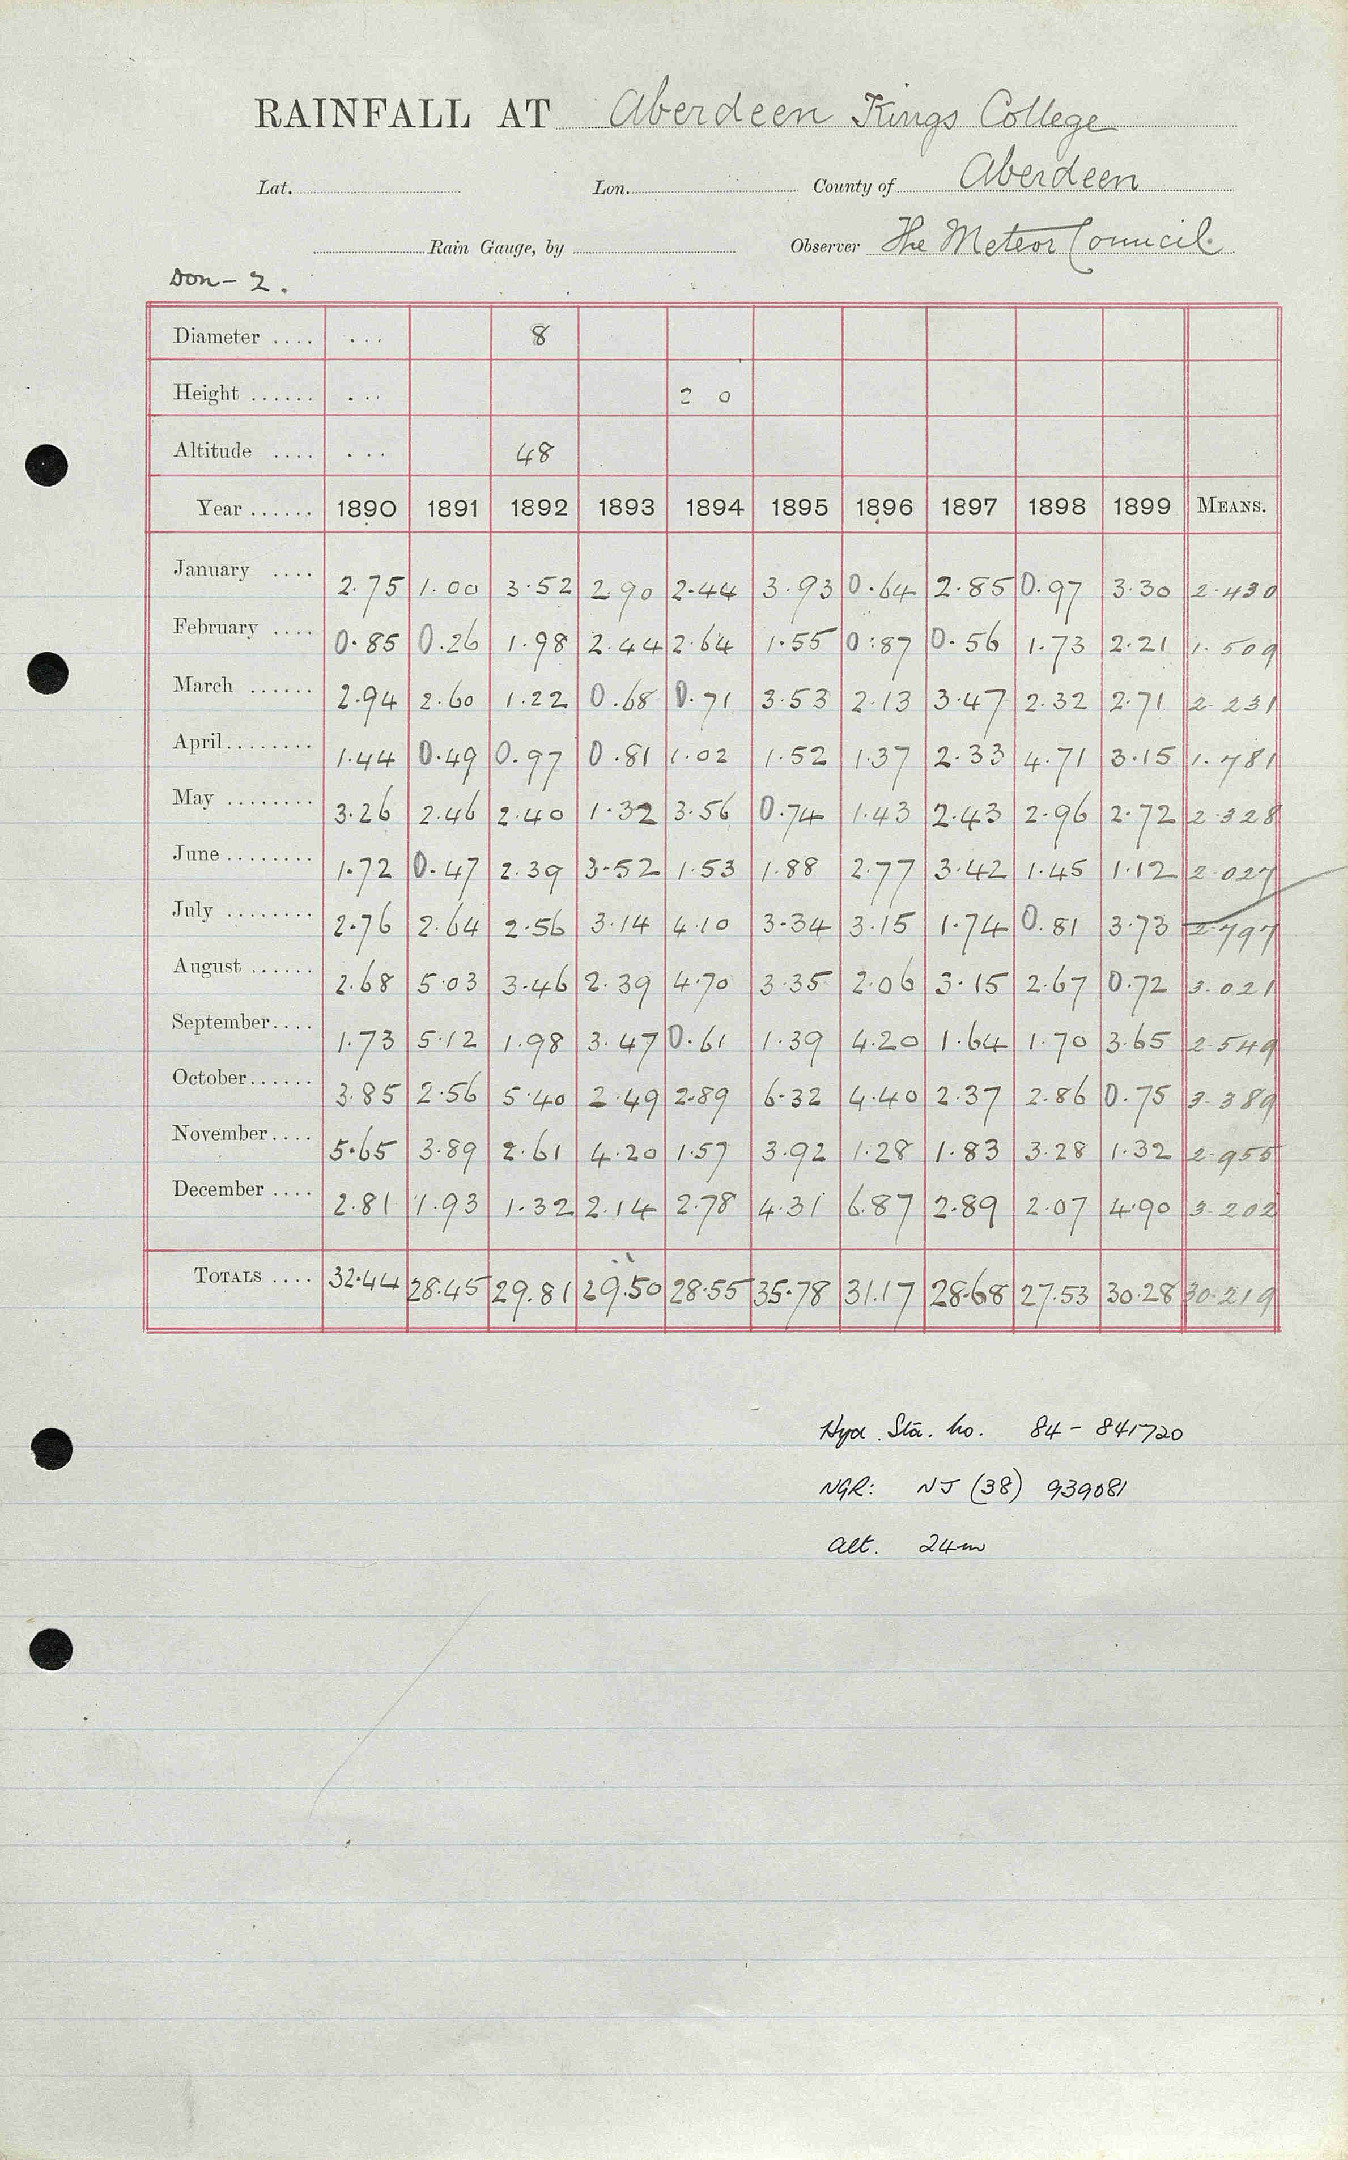 RAINFALL AT Aberdeen Kings College
Lat. Lon. County of Aberdeen
Rain Gauge, by Observer The Meteor Council.
Don - 2.
Diameter .... ... 8
Height ...... ... 2 0
Altitude .... ... 48
Year ...... 1890 1891 1892 1893 1894 1895 1896 1897 1898 1899 MEANS.
January .... 2.75 1.00 3.52 2.90 2.44 3.93 0.64 2.85 0.97 3.30 2.430
February .... 0.85 0.26 1.98 2.44 2.64 1.55 0.87 0.56 1.73 2.21 1.509
March ...... 2.94 2.60 1.22 0.68 0.71 3.53 2.13 3.47 2.32 2.71 2.231
April ........ 1.44 0.49 0.97 0.81 1.02 1.52 1.37 2.33 4.71 3.15 1.781
May ........ 3.26 2.46 2.40 1.32 3.56 0.74 1.43 2.43 2.96 2.72 2.328
June ........ 1.72 0.47 2.39 3.52 1.53 1.88 2.77 3.42 1.45 1.12 2.027
July ........ 2.76 2.64 2.56 3.14 4.10 3.34 3.15 1.74 0.81 3.73 2.797
August ...... 2.68 5.03 3.46 2.39 4.70 3.35 2.06 3.15 2.67 0.72 3.021
September .... 1.73 5.12 1.98 3.47 0.61 1.39 4.20 1.64 1.70 3.65 2.549
October ...... 3.85 2.56 5.40 2.49 2.89 6.32 4.40 2.37 2.86 0.75 3.389
November .... 5.65 3.89 2.61 4.20 1.57 3.92 1.28 1.83 3.28 1.32 2.955
December .... 2.81 1.93 1.32 2.14 2.78 4.31 6.87 2.89 2.07 4.90 3.202
TOTALS .... 32.44 28.45 29.81 29.50 28.55 35.78 31.17 28.68 27.53 30.28 30.219
Hyd. Sta. No. 84 - 841720
NGR: NJ (38) 939081
Alt. 24m